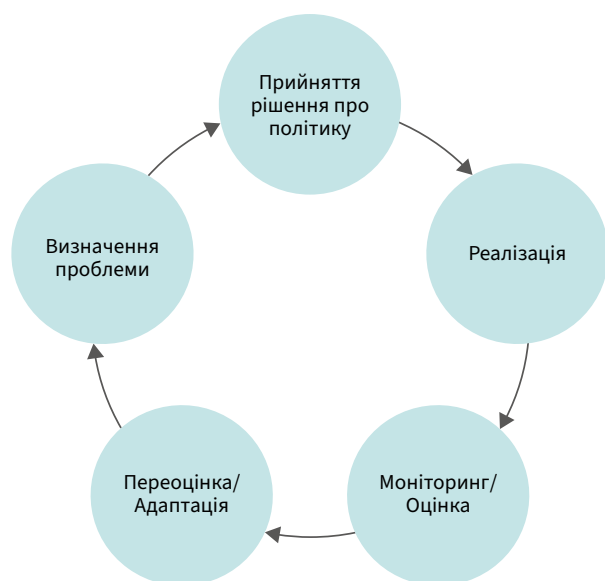 Прийняття
рішення про
політику
Реалізація
Моніторинг/
Оцінка
Переоцінка/
Адаптація
Визначення
проблеми